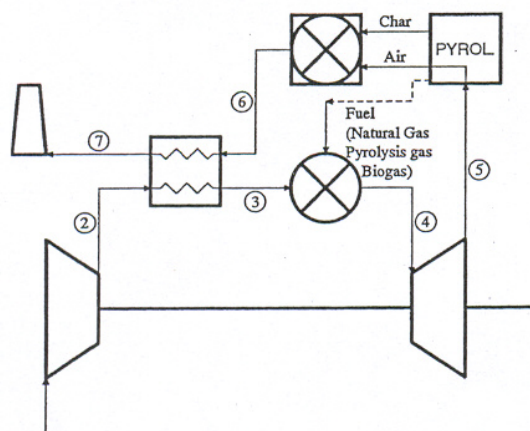 Char
PYROL
Air
6
Fuel
(Natural Gas
Pyrolysis gas
Biogas)
7
5
2
3
4